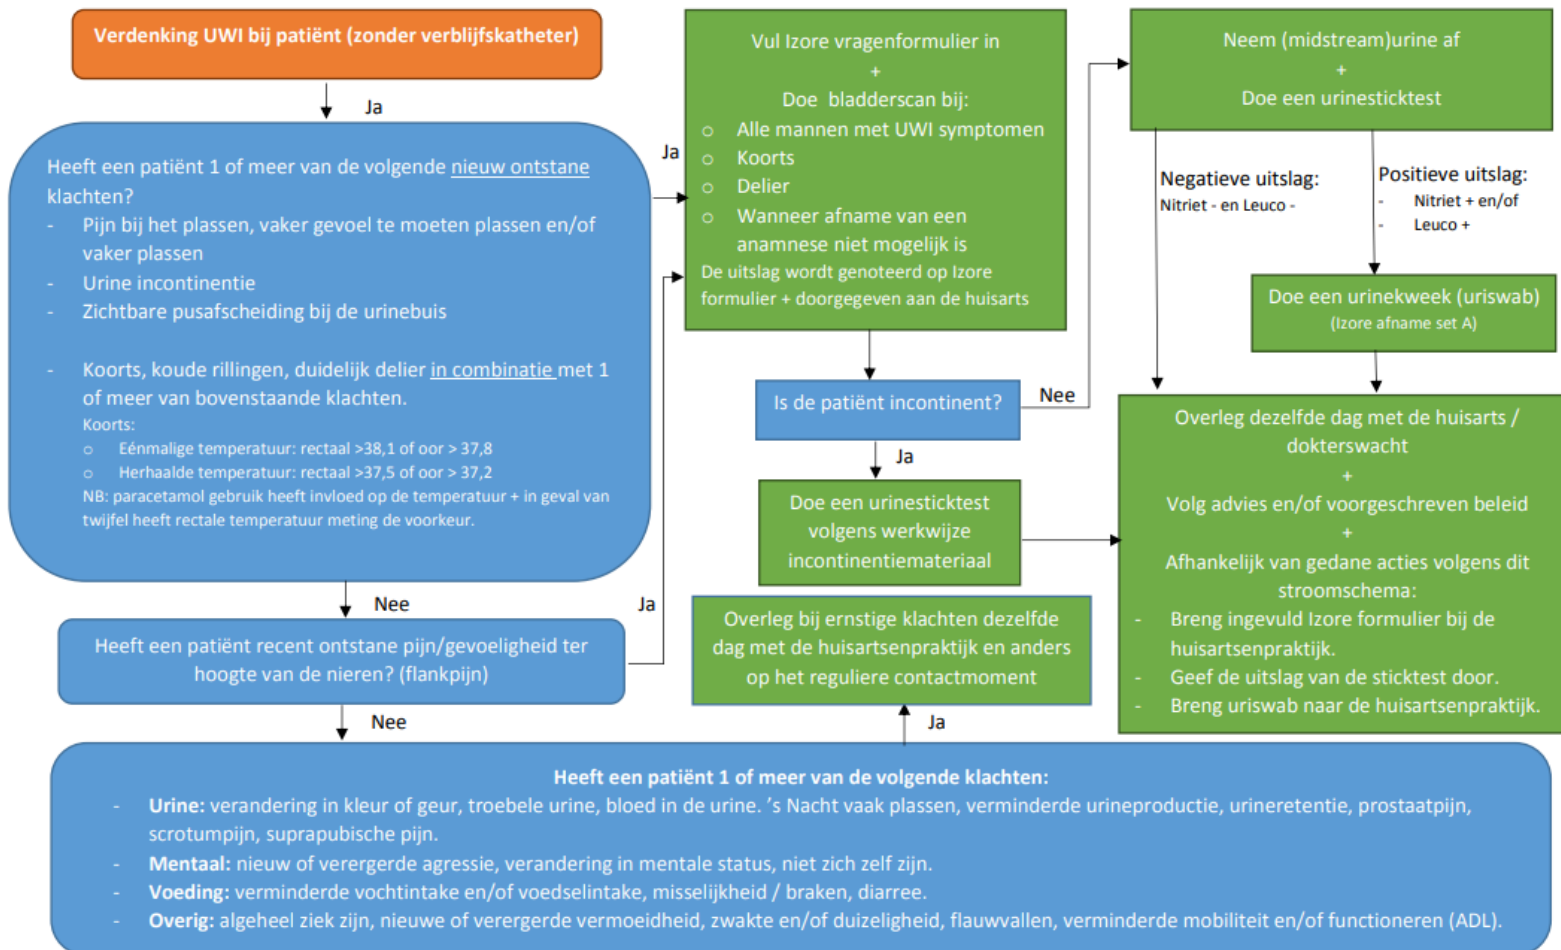 Verdenking UWI bij patiënt (zonder verblijfskatheter)
Ja
Heeft een patiënt 1 of meer van de volgende nieuw ontstane
klachten?
- Pijn bij het plassen, vaker gevoel te moeten plassen en/of
vaker plassen
- Urine incontinentie
- Zichtbare pusafscheiding bij de urinebuis
- Koorts, koude rillingen, duidelijk delier in combinatie met 1
of meer van bovenstaande klachten.
Koorts:
o Eénmalige temperatuur: rectaal >38,1 of oor > 37,8
o Herhaalde temperatuur: rectaal >37,5 of oor > 37,2
NB: paracetamol gebruik heeft invloed op de temperatuur + in geval van
twijfel heeft rectale temperatuur meting de voorkeur.
Ja
Nee
Heeft een patiënt recent ontstane pijn/gevoeligheid ter
hoogte van de nieren? (flankpijn)
Ja
Nee
Vul Izore vragenformulier in
+
Doe bladderscan bij:
o Alle mannen met UWI symptomen
o Koorts
o Delier
o Wanneer afname van een
anamnese niet mogelijk is
De uitslag wordt genoteerd op Izore
formulier + doorgegeven aan de huisarts
Is de patiënt incontinent?
Nee
Ja
Doe een urinesticktest
volgens werkwijze
incontinentiemateriaal
Overleg bij ernstige klachten dezelfde
dag met de huisartsenpraktijk en anders
op het reguliere contactmoment
Ja
Neem (midstream)urine af
+
Doe een urinesticktest
Negatieve uitslag:
Nitriet - en Leuco -
Positieve uitslag:
- Nitriet + en/of
- Leuco +
Doe een urinekweek (uriswab)
(Izore afname set A)
Overleg dezelfde dag met de huisarts /
dokterswacht
+
Volg advies en/of voorgeschreven beleid
+
Afhankelijk van gedane acties volgens dit
stroomschema:
- Breng ingevuld Izore formulier bij de
huisartsenpraktijk.
- Geef de uitslag van de sticktest door.
- Breng uriswab naar de huisartsenpraktijk.
Heeft een patiënt 1 of meer van de volgende klachten:
- Urine: verandering in kleur of geur, troebele urine, bloed in de urine. ’s Nacht vaak plassen, verminderde urineproductie, urineretentie, prostaatpijn,
scrotumpijn, suprapubische pijn.
- Mentaal: nieuw of verergerde agressie, verandering in mentale status, niet zich zelf zijn.
- Voeding: verminderde vochtintake en/of voedselintake, misselijkheid / braken, diarree.
- Overig: algeheel ziek zijn, nieuwe of verergerde vermoeidheid, zwakte en/of duizeligheid, flauwvallen, verminderde mobiliteit en/of functioneren (ADL).